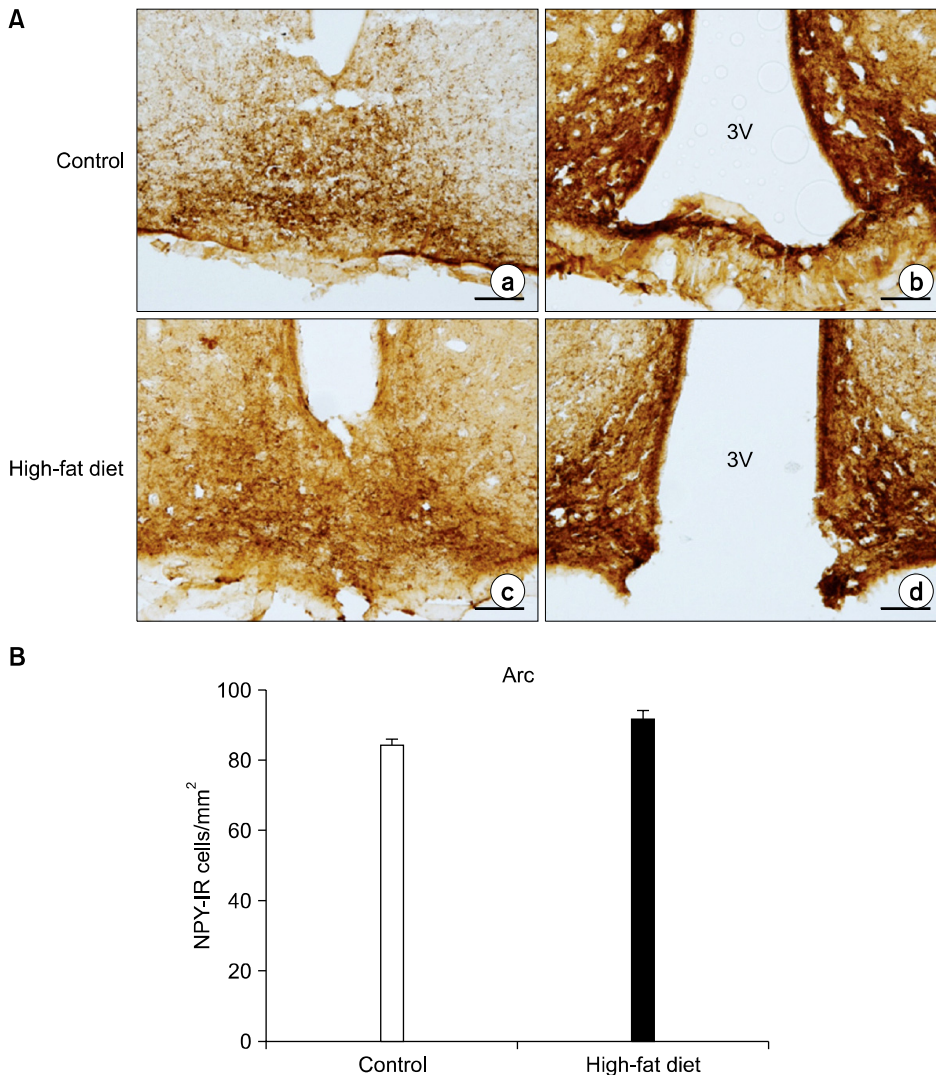 A
Control
a
3V
b
High-fat diet
c
3V
d
B
Arc
NPY-IR cells/mm²
100
80
60
40
20
0
Control
High-fat diet